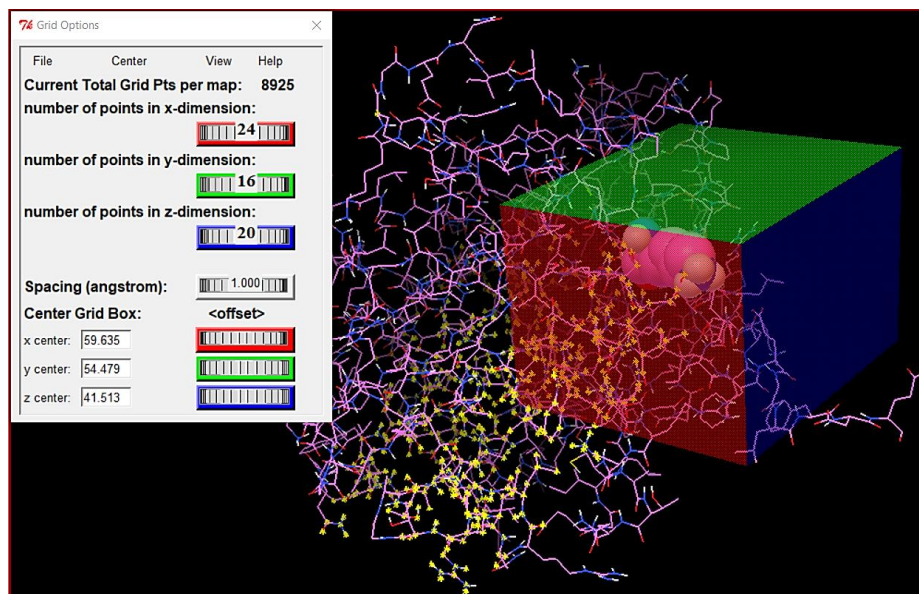 Grid Options
File Center View Help
Current Total Grid Pts per map: 8925
number of points in x-dimension:
24
number of points in y-dimension:
16
number of points in z-dimension:
20
Spacing (angstrom): 1.000
Center Grid Box: <offset>
x center: 59.635
y center: 54.479
z center: 41.513